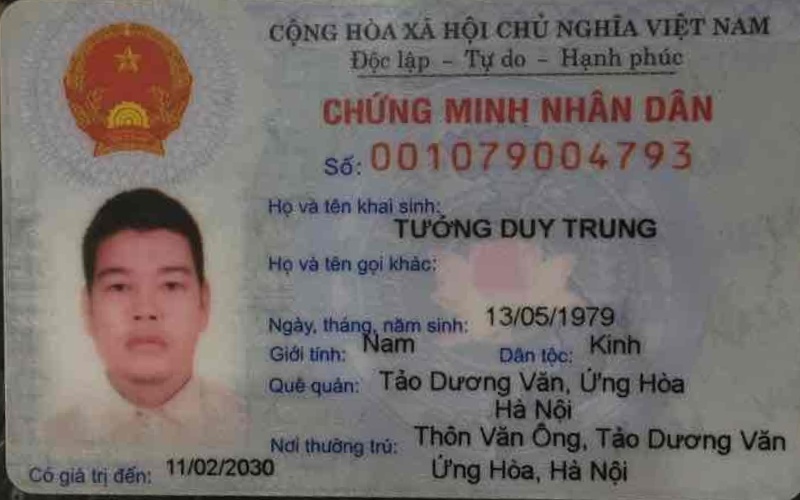 CỘNG HÒA XÃ HỘI CHỦ NGHĨA VIỆT NAM
Độc lập - Tự do - Hạnh phúc
CHỨNG MINH NHÂN DÂN
Số: 001079004793
Họ và tên khai sinh:
TƯỞNG DUY TRUNG
Họ và tên gọi khác:
Ngày, tháng, năm sinh: 13/05/1979
Giới tính: Nam Dân tộc: Kinh
Quê quán: Tảo Dương Văn, Ứng Hòa
Hà Nội
Nơi thường trú: Thôn Văn Ông, Tảo Dương Văn
Ứng Hòa, Hà Nội
Có giá trị đến: 11/02/2030